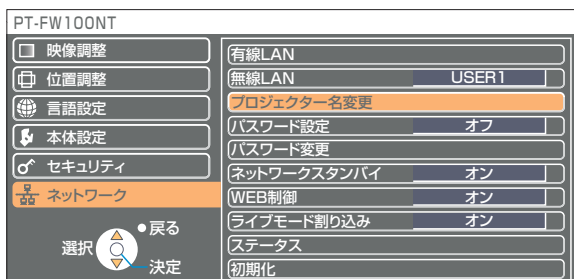 PT-FW100NT
映像調整
位置調整
言語設定
本体設定
セキュリティ
ネットワーク
戻る
選択
決定
有線LAN
無線LAN USER1
プロジェクター名変更
パスワード設定 オフ
パスワード変更
ネットワークスタンバイ オン
WEB制御 オン
ライブモード割り込み オン
ステータス
初期化